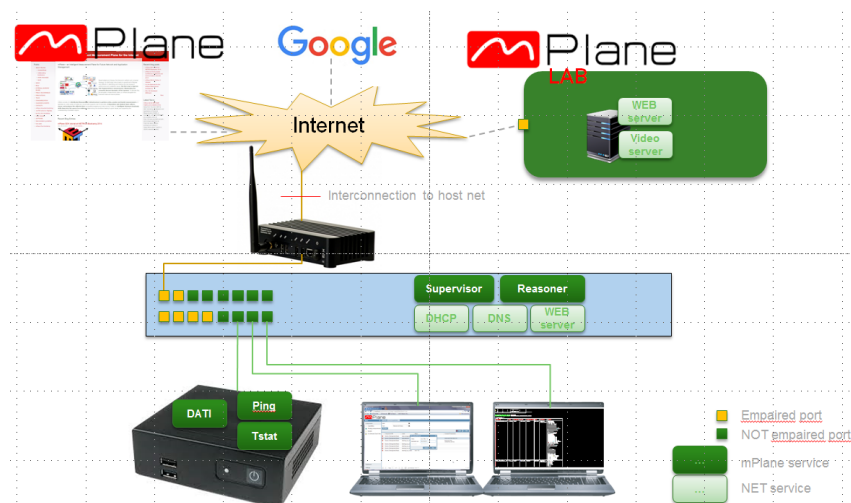 mPlane
Google
mPlane
LAB
Internet
WEB
server
Video
server
Interconnection to host net
Supervisor
Reasoner
DHCP
DNS
WEB
server
DATI
Ping
Tstat
Plane
Empaired port
NOT empaired port
...
mPlane service
...
NET service